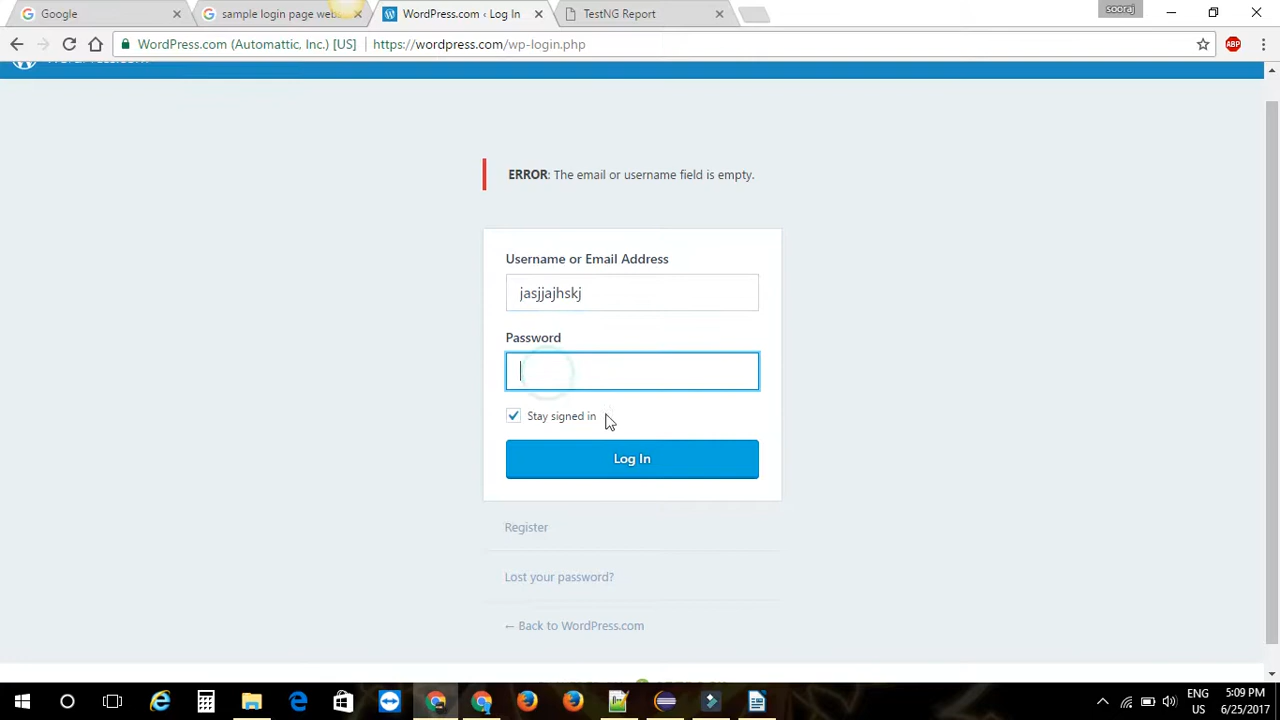 Google
sample login page web
WordPress.com ‹ Log In
TestNG Report
sooraj
WordPress.com (Automattic, Inc.) [US]
https://wordpress.com/wp-login.php
ABP
ERROR: The email or username field is empty.
Username or Email Address
jasjjajhskj
Password
Stay signed in
Log In
Register
Lost your password?
← Back to WordPress.com
ENG
US
5:09 PM
6/25/2017